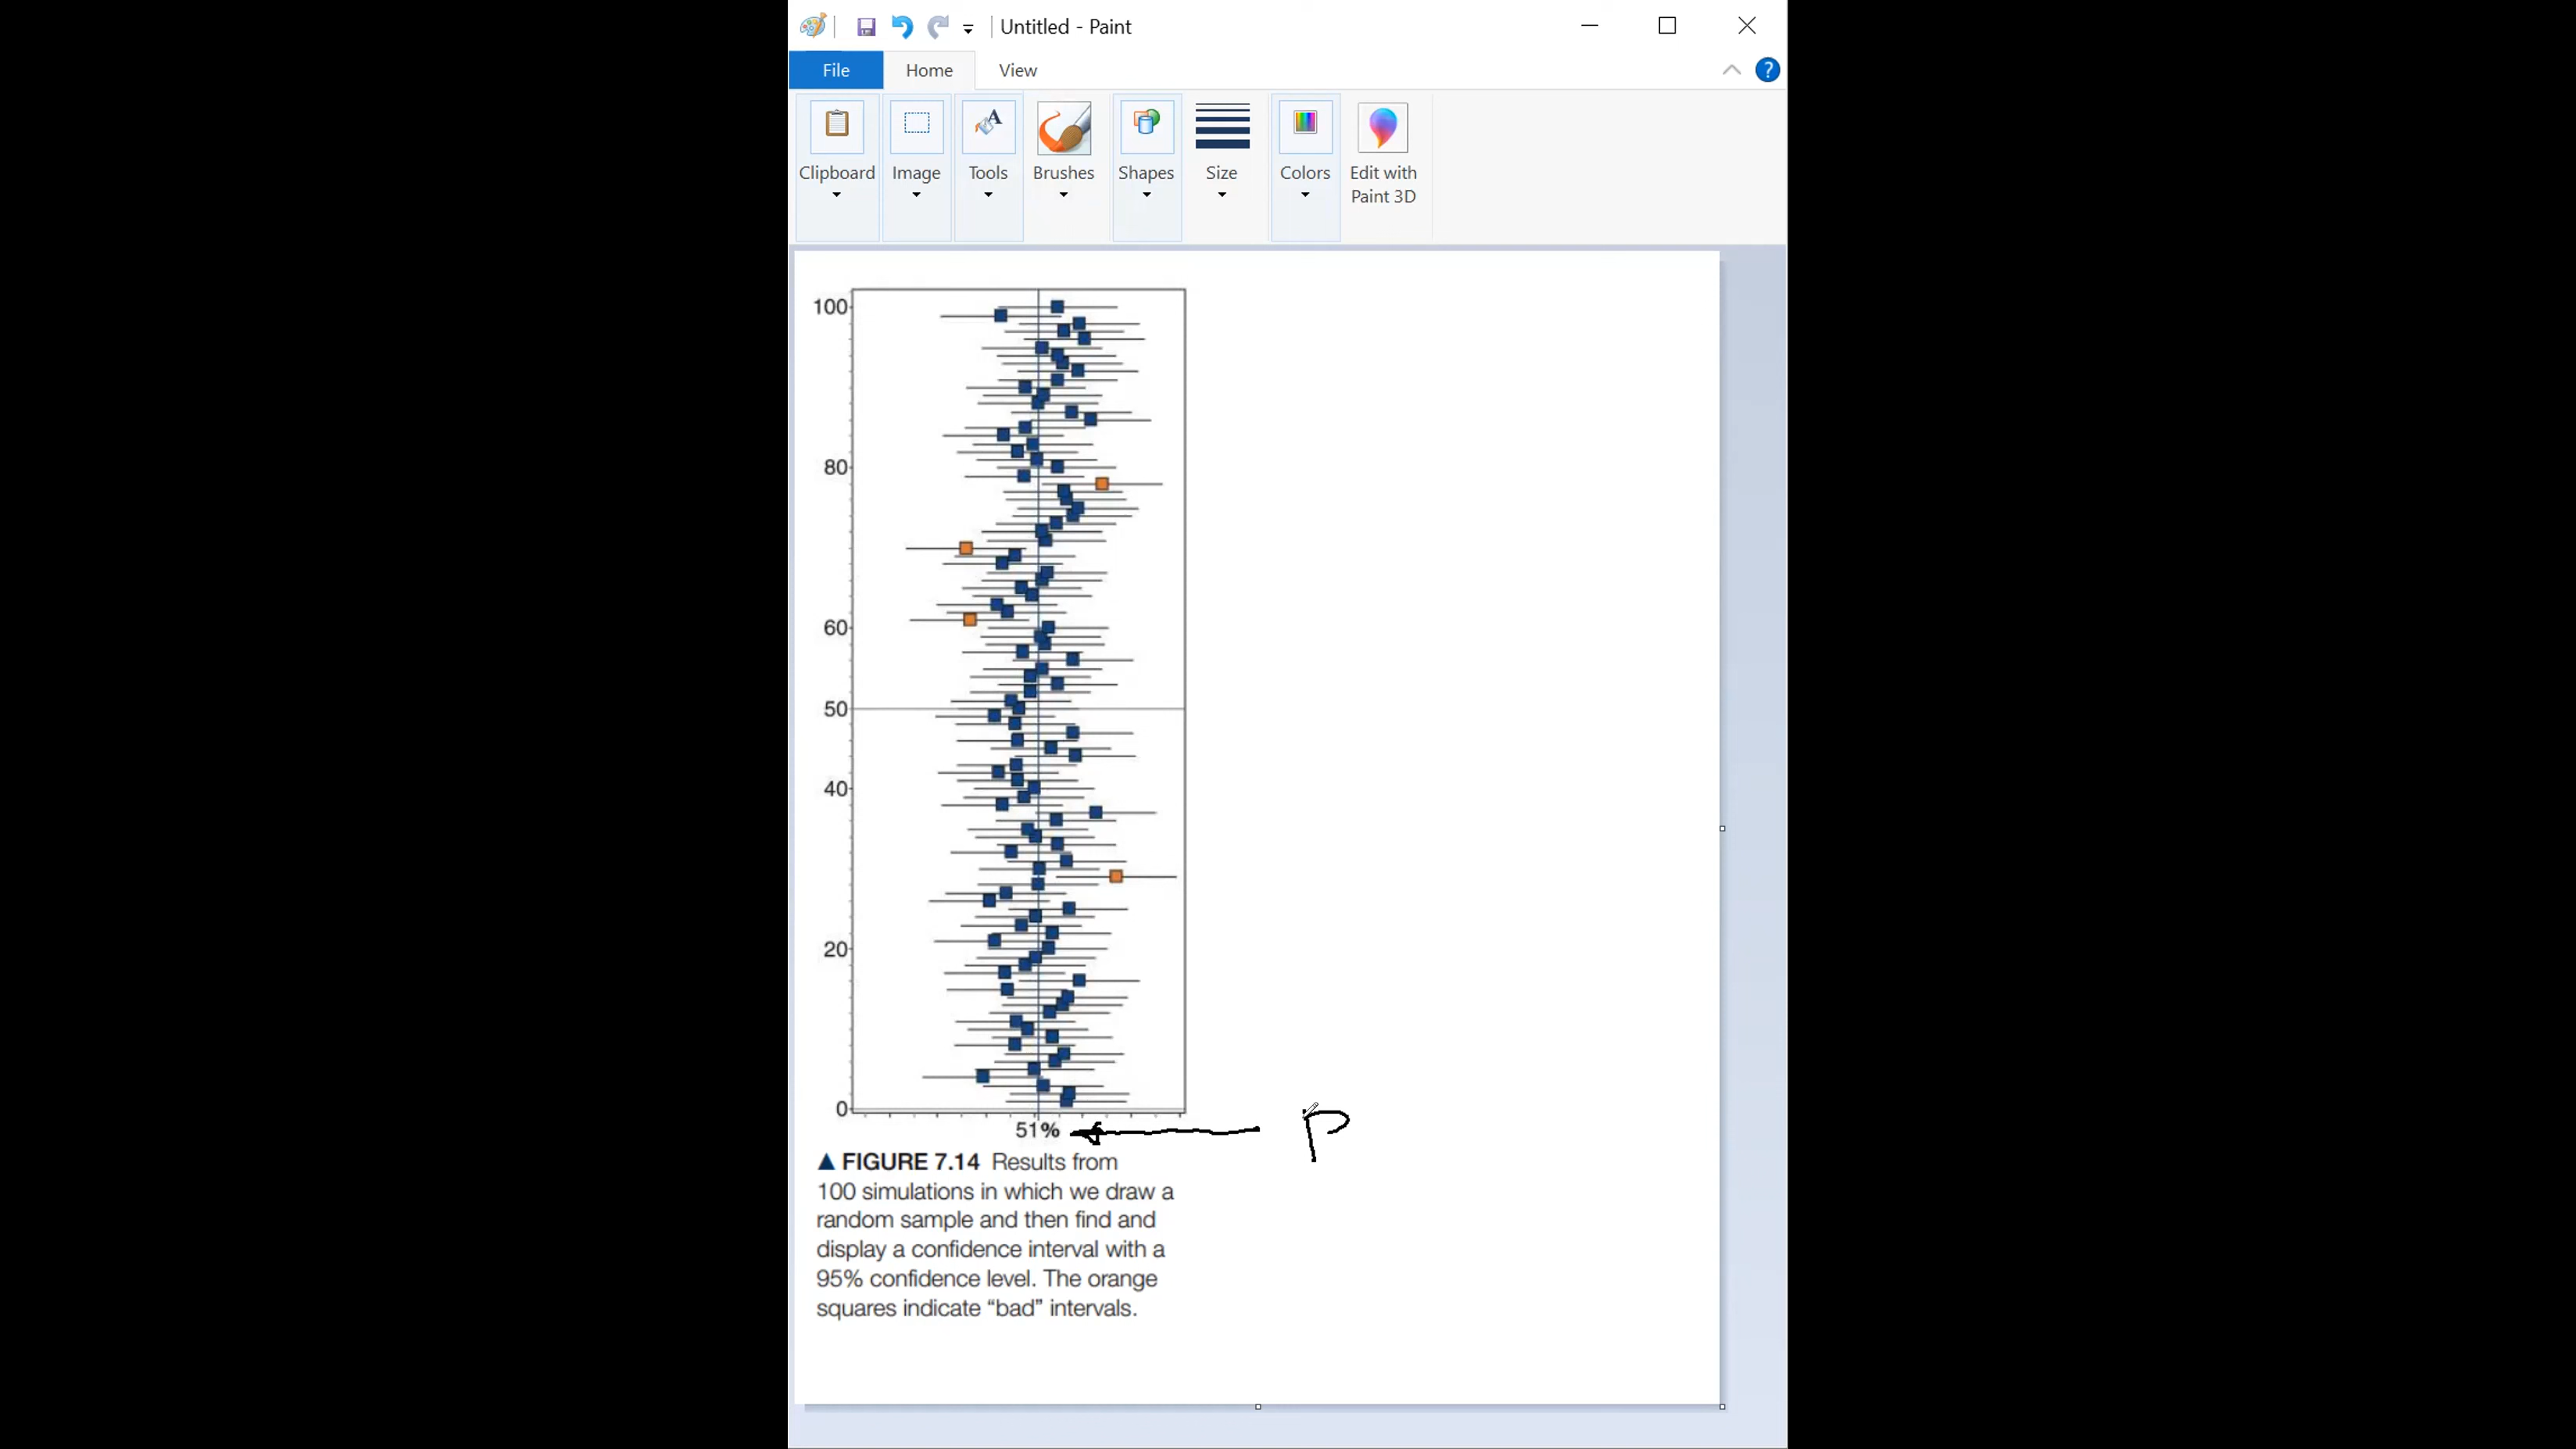 Untitled - Paint
File Home View
Clipboard Image Tools Brushes Shapes Size Colors Edit with
Paint 3D
100
80
60
50
40
20
0
51% P
▲ FIGURE 7.14 Results from
100 simulations in which we draw a
random sample and then find and
display a confidence interval with a
95% confidence level. The orange
squares indicate “bad” intervals.